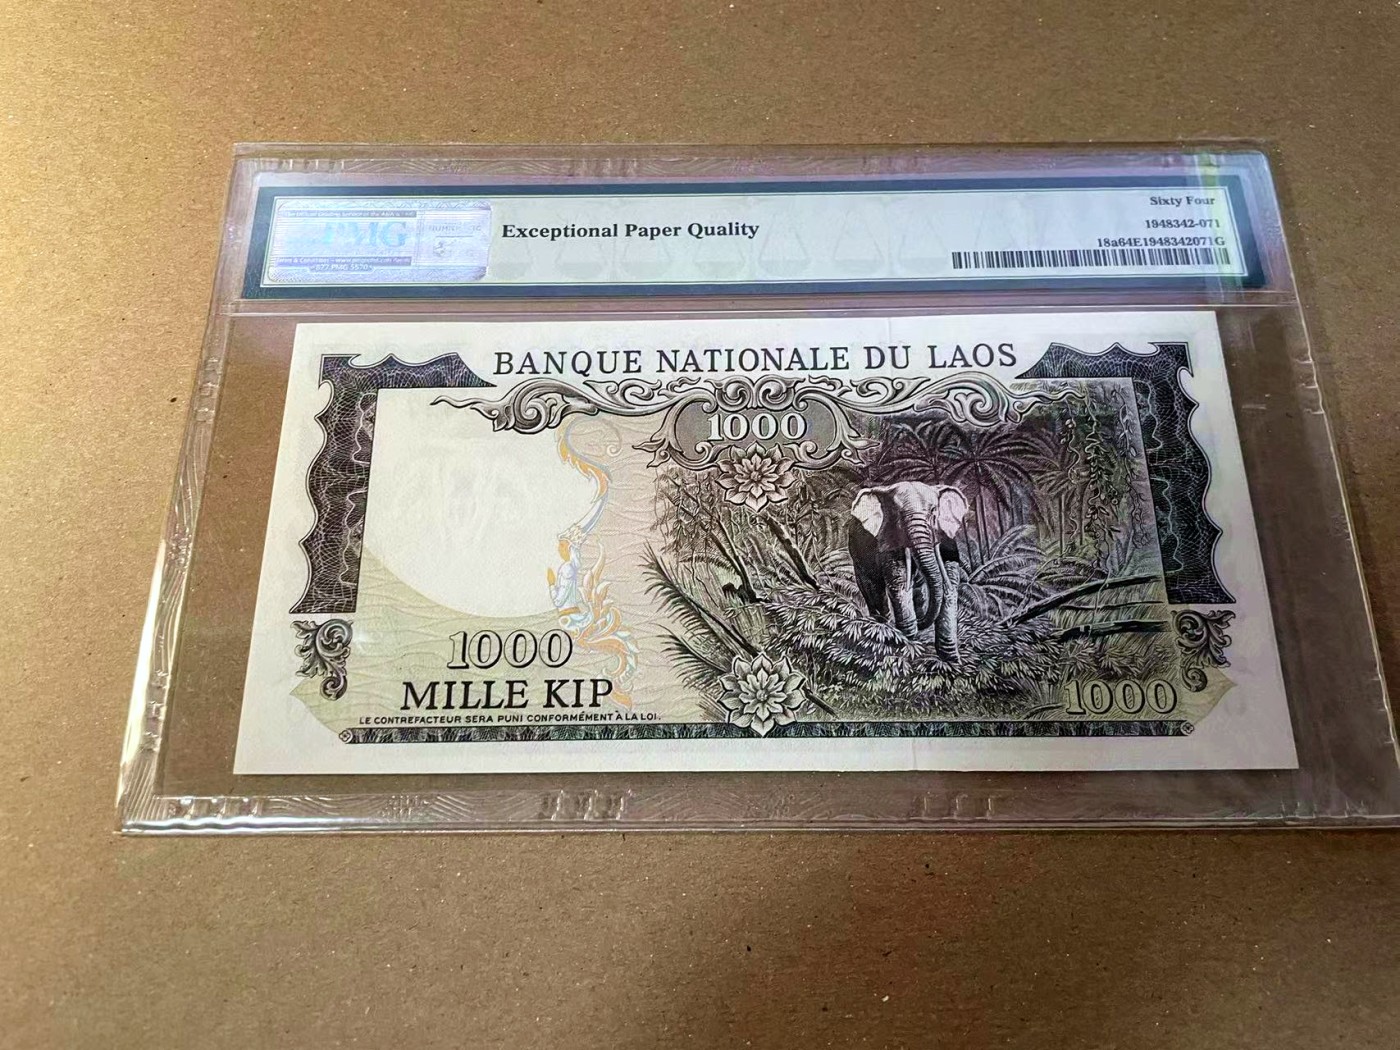 PMG
Exceptional Paper Quality
Sixty Four
1948342-071
18a64E1948342071G
BANQUE NATIONALE DU LAOS
1000
1000
MILLE KIP
LE CONTREFACTEUR SERA PUNI CONFORMÉMENT À LA LOI.
1000